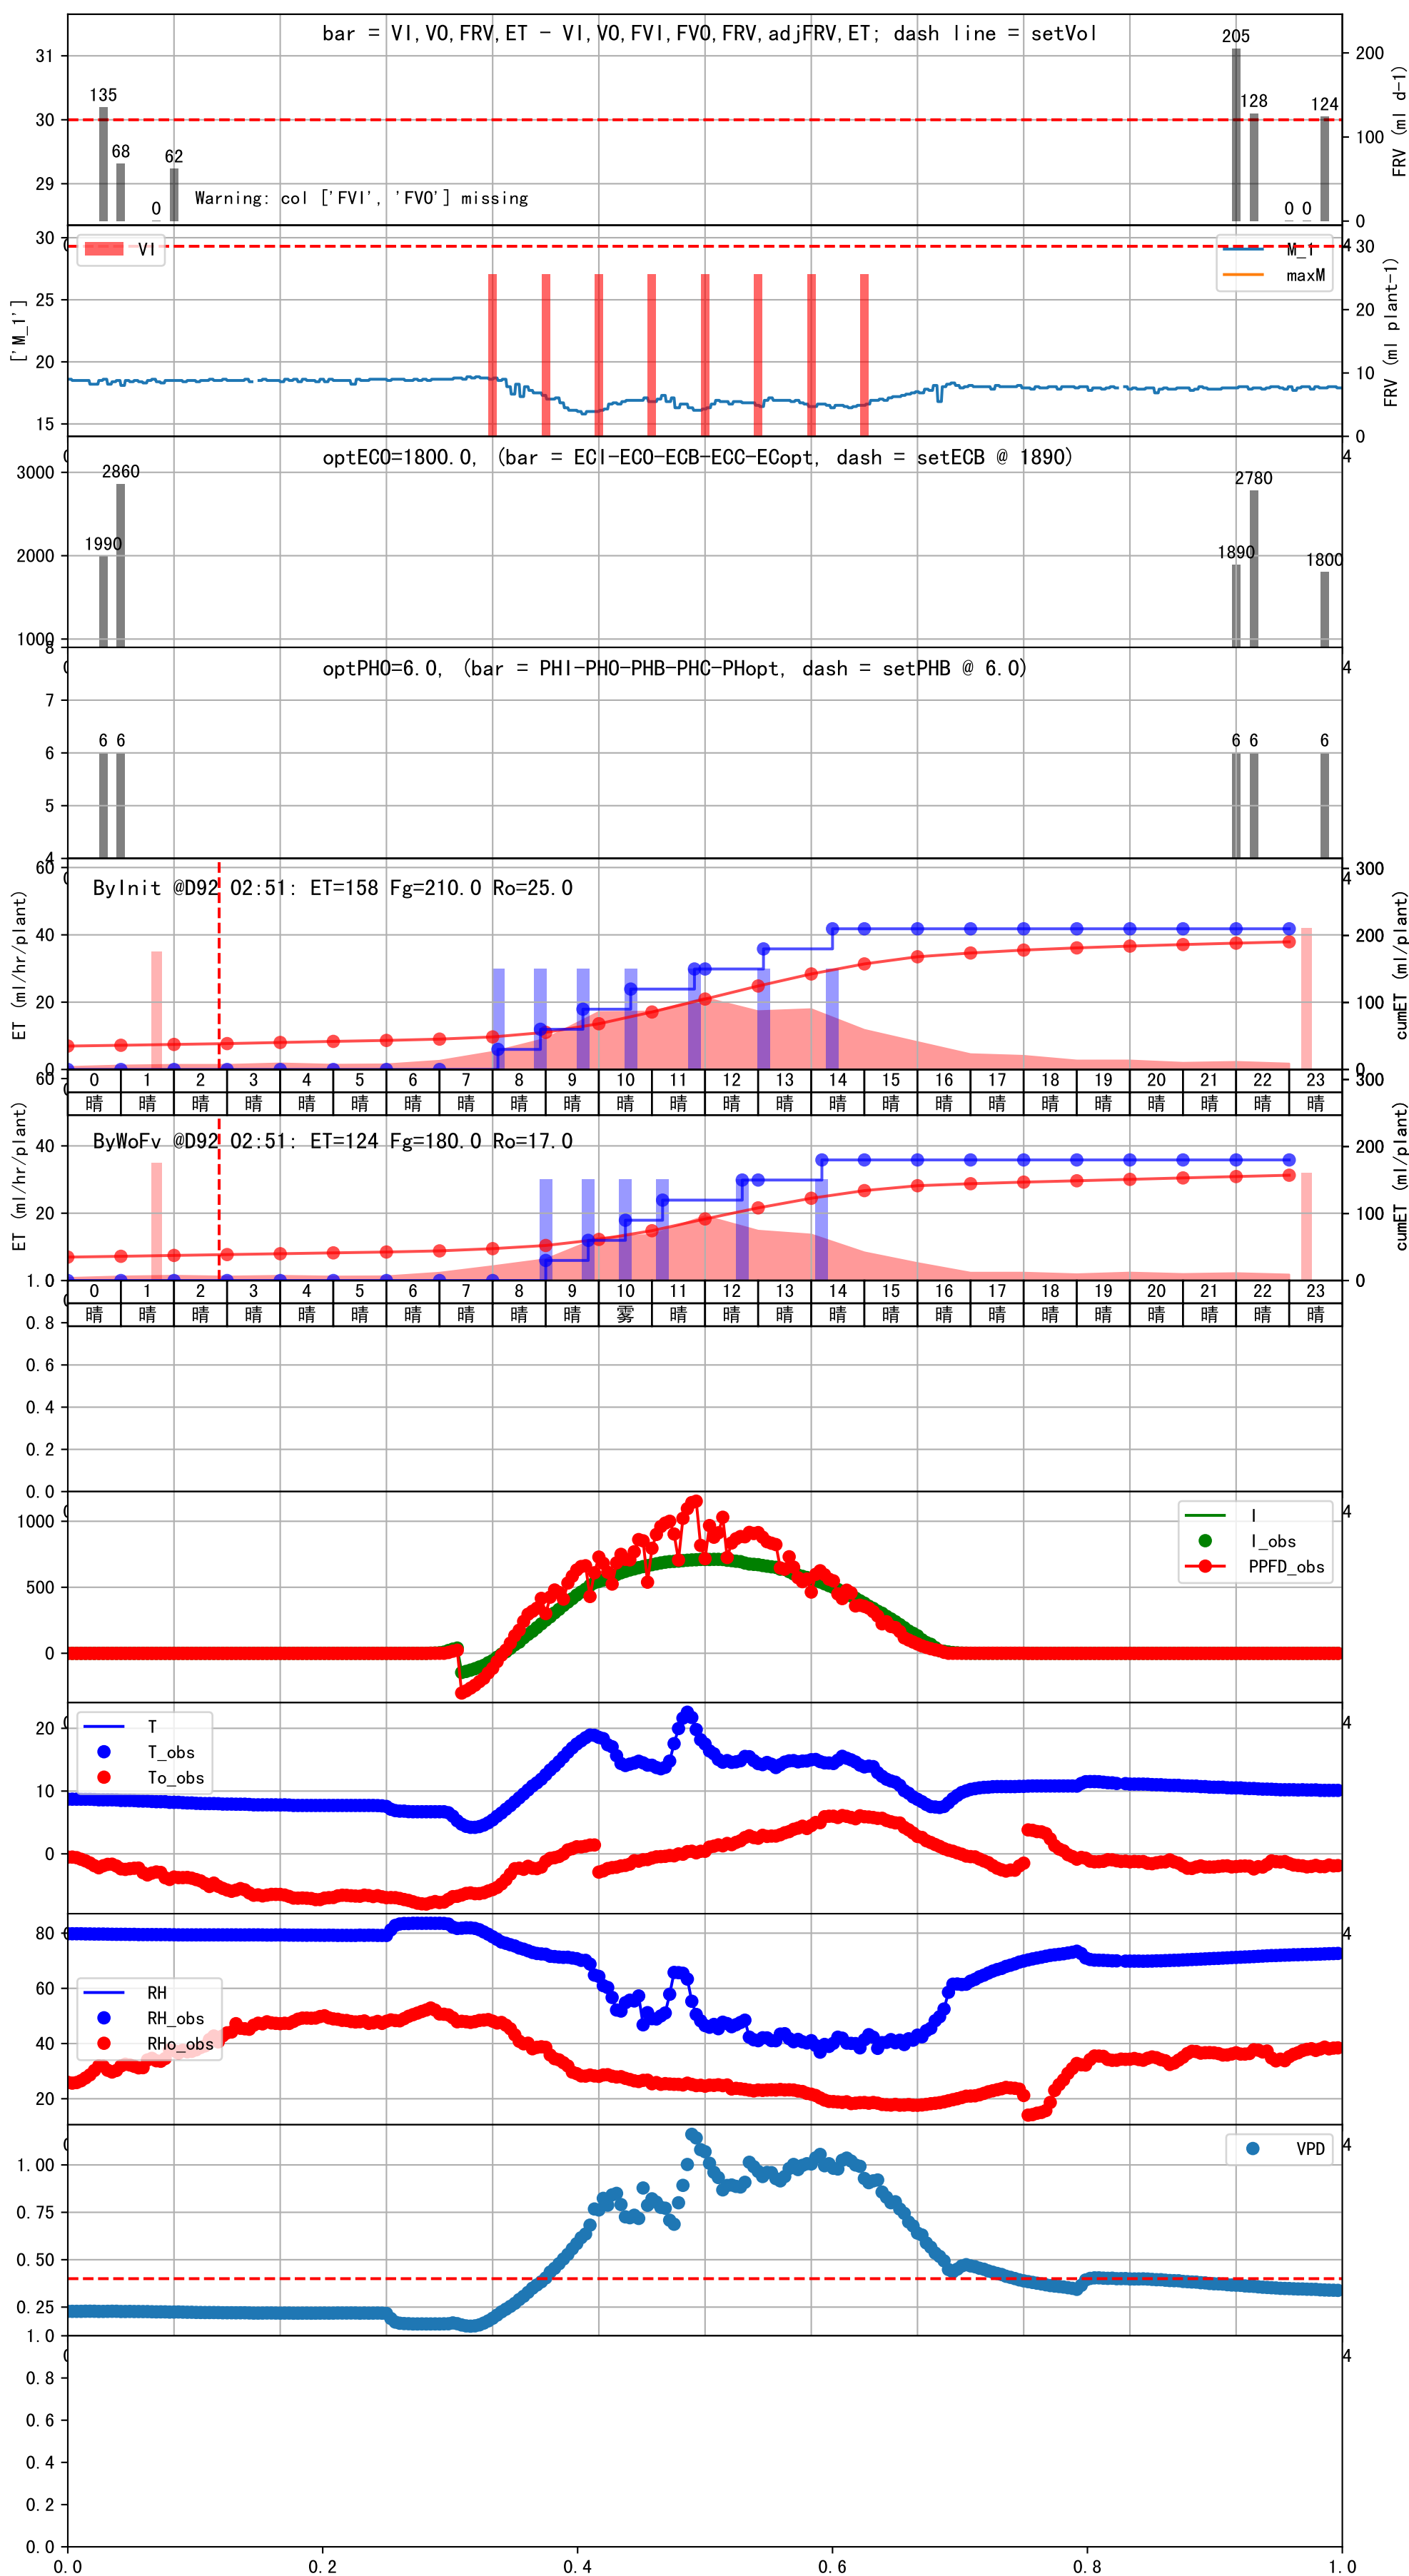 bar = VI,VO,FRV,ET - VI,VO,FVI,FVO,FRV,adjFRV,ET; dash line = setVol
205
31
200
135
128
124
30
68
62
100
29
Warning: col ['FVI', 'FVO'] missing
0
0 0
0
FRV (ml d-1)
30
VI
M_1
maxM
4 30
25
20
20
10
15
0
['M_1']
FRV (ml plant-1)
optECO=1800.0, (bar = ECI-ECO-ECB-ECC-ECopt, dash = setECB @ 1890)
4
3000
2860
2780
1990
2000
1890
1800
1000
8
optPHO=6.0, (bar = PHI-PHO-PHB-PHC-PHopt, dash = setPHB @ 6.0)
4
7
6 6
6 6
6
6
5
4
60
300
4
ByInit @D92 02:51: ET=158 Fg=210.0 Ro=25.0
40
200
20
100
0
0
ET (ml/hr/plant)
cumET (ml/plant)
0 1 2 3 4 5 6 7 8 9 10 11 12 13 14 15 16 17 18 19 20 21 22 23
晴 晴 晴 晴 晴 晴 晴 晴 晴 晴 晴 晴 晴 晴 晴 晴 晴 晴 晴 晴 晴 晴 晴 晴
60
300
ByWoFv @D92 02:51: ET=124 Fg=180.0 Ro=17.0
40
200
20
100
1.0
0
ET (ml/hr/plant)
cumET (ml/plant)
0 1 2 3 4 5 6 7 8 9 10 11 12 13 14 15 16 17 18 19 20 21 22 23
晴 晴 晴 晴 晴 晴 晴 晴 晴 晴 雾 晴 晴 晴 晴 晴 晴 晴 晴 晴 晴 晴 晴 晴
0.8
0.6
0.4
0.2
0.0
4
1000
I
I_obs
PPFD_obs
500
0
4
20
T
T_obs
To_obs
10
0
80
4
60
RH
RH_obs
RHo_obs
40
20
4
VPD
1.00
0.75
0.50
0.25
1.0
4
0.8
0.6
0.4
0.2
0.0
0.0 0.2 0.4 0.6 0.8 1.0